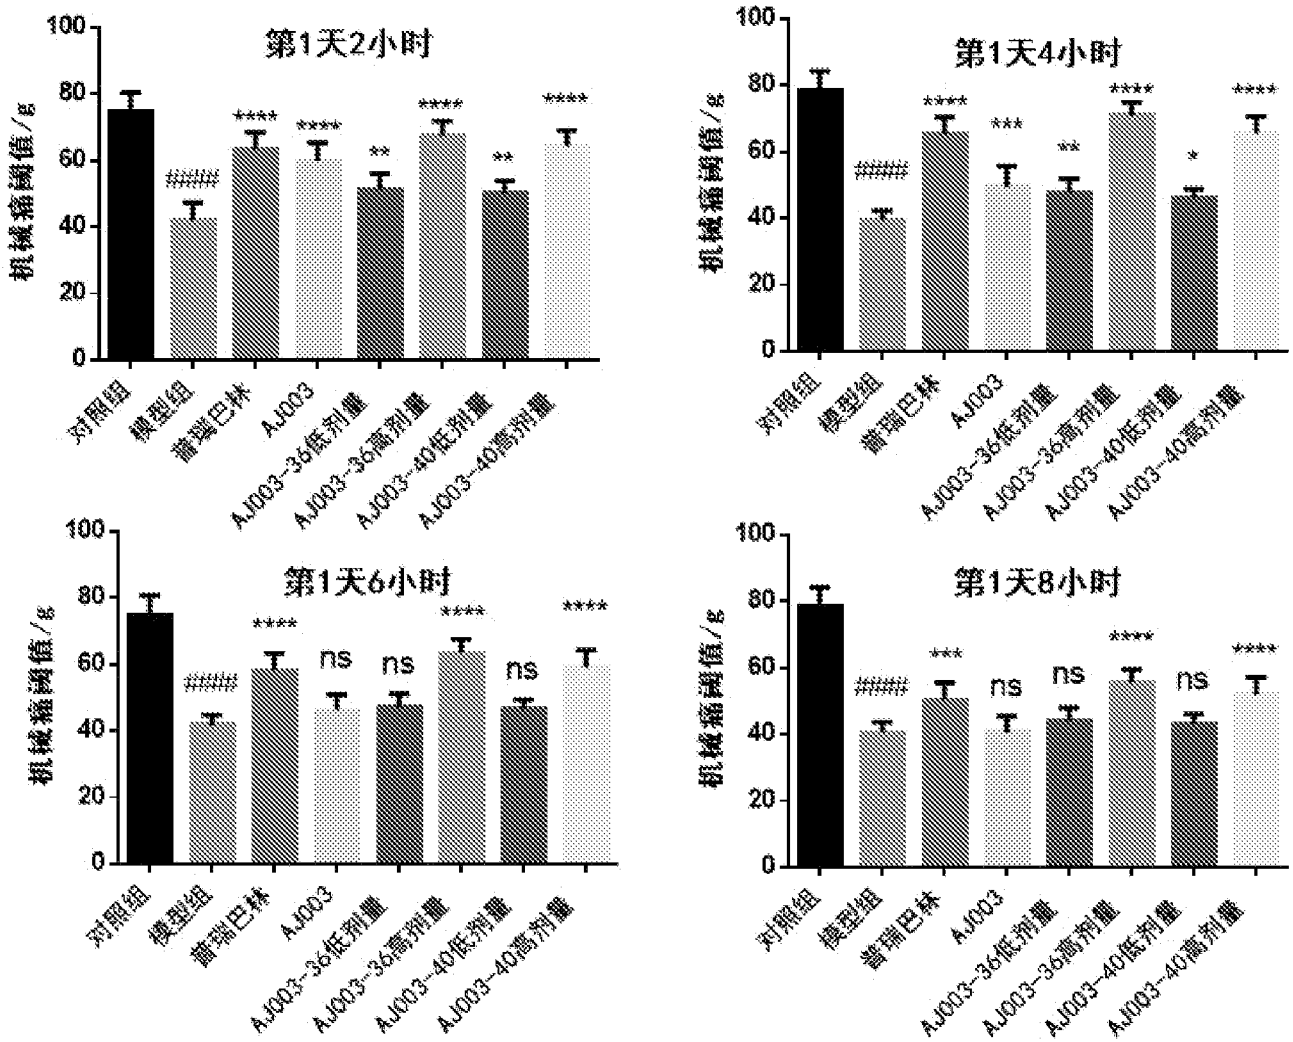 第1天2小时
机械痛阈值/g
100
80
60
40
20
0
####
****
****
**
****
**
****
对照组
模型组
普瑞巴林
AJ003
AJ003-36低剂量
AJ003-36高剂量
AJ003-40低剂量
AJ003-40高剂量
第1天4小时
机械痛阈值/g
100
80
60
40
20
0
####
****
***
**
****
*
****
对照组
模型组
普瑞巴林
AJ003
AJ003-36低剂量
AJ003-36高剂量
AJ003-40低剂量
AJ003-40高剂量
第1天6小时
机械痛阈值/g
100
80
60
40
20
0
####
****
ns
ns
****
ns
****
对照组
模型组
普瑞巴林
AJ003
AJ003-36低剂量
AJ003-36高剂量
AJ003-40低剂量
AJ003-40高剂量
第1天8小时
机械痛阈值/g
100
80
60
40
20
0
####
***
ns
ns
****
ns
****
对照组
模型组
普瑞巴林
AJ003
AJ003-36低剂量
AJ003-36高剂量
AJ003-40低剂量
AJ003-40高剂量